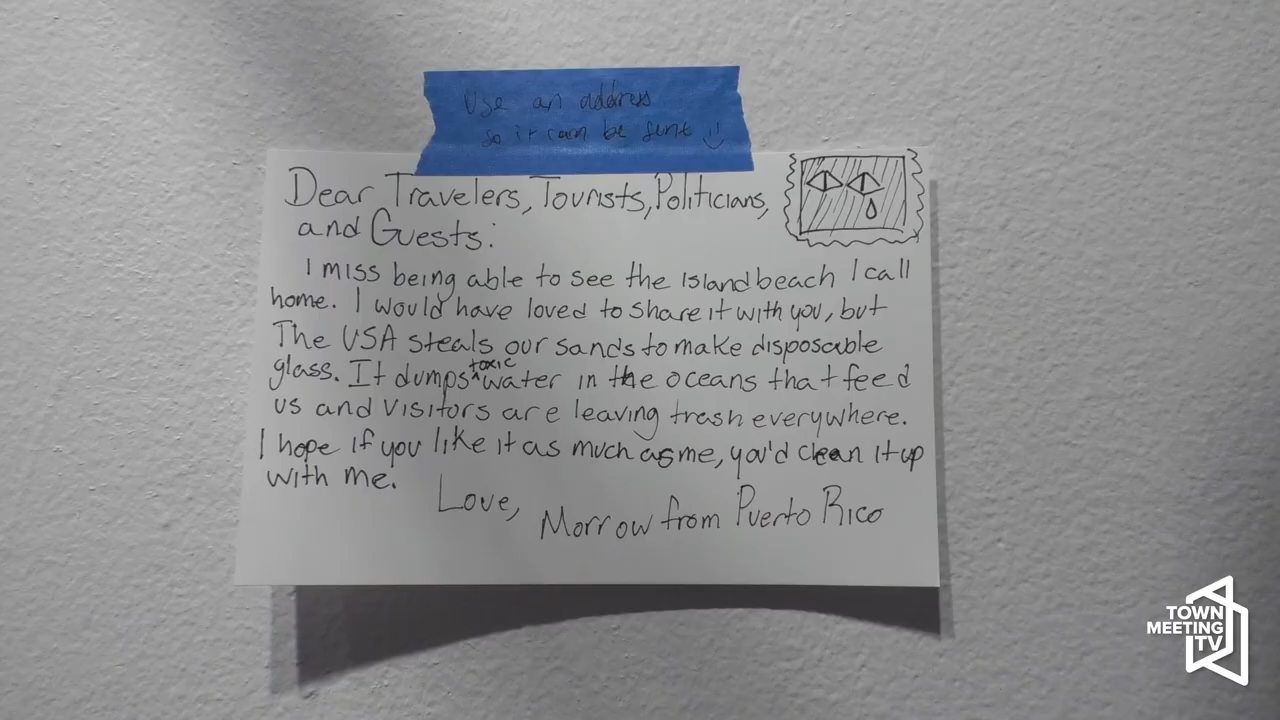 Use an address
so it can be sent :)
Dear Travelers, Tourists, Politicians,
and Guests:
I miss being able to see the island beach I call
home. I would have loved to share it with you, but
The USA steals our sands to make disposable
glass. It dumps toxic water in the oceans that feed
us and visitors are leaving trash everywhere.
I hope if you like it as much as me, you'd clean it up
with me.
Love,
Morrow from Puerto Rico
TOWN
MEETING
TV